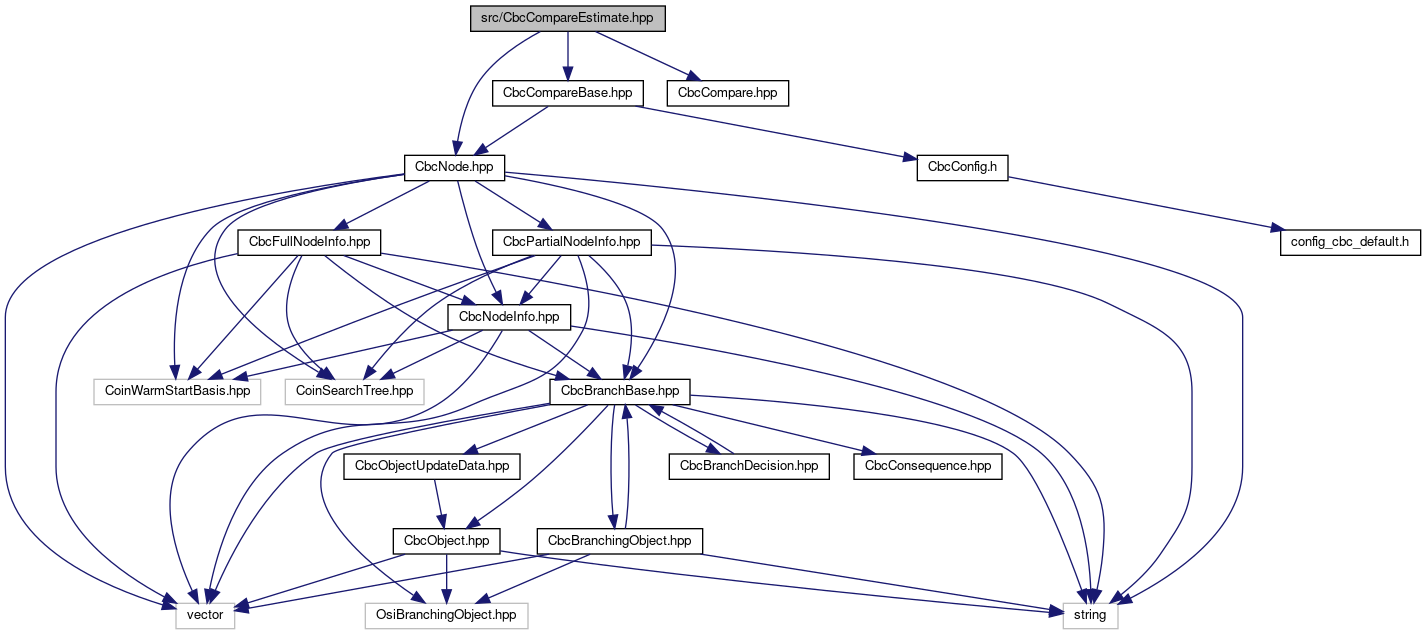 src/CbcCompareEstimate.hpp
CbcCompareBase.hpp
CbcCompare.hpp
CbcNode.hpp
CbcConfig.h
CbcFullNodeInfo.hpp
CbcPartialNodeInfo.hpp
config_cbc_default.h
CbcNodeInfo.hpp
CoinWarmStartBasis.hpp
CoinSearchTree.hpp
CbcBranchBase.hpp
CbcObjectUpdateData.hpp
CbcBranchDecision.hpp
CbcConsequence.hpp
CbcObject.hpp
CbcBranchingObject.hpp
vector
OsiBranchingObject.hpp
string